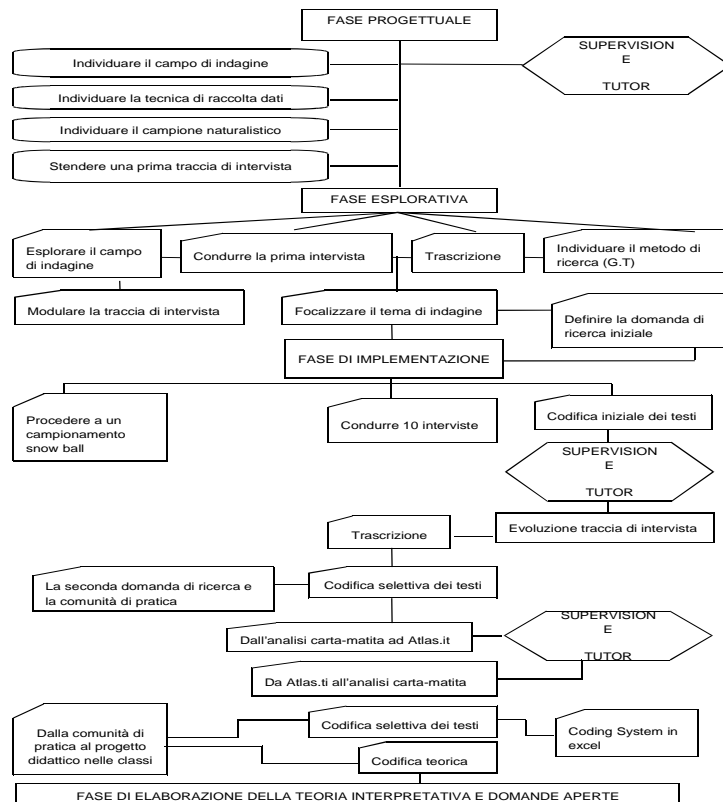 FASE PROGETTUALE
SUPERVISION
E
TUTOR
Individuare il campo di indagine
Individuare la tecnica di raccolta dati
Individuare il campione naturalistico
Stendere una prima traccia di intervista
FASE ESPLORATIVA
Esplorare il campo
di indagine
Condurre la prima intervista
Trascrizione
Individuare il metodo di
ricerca (G.T)
Modulare la traccia di intervista
Focalizzare il tema di indagine
Definire la domanda di
ricerca iniziale
FASE DI IMPLEMENTAZIONE
Procedere a un
campionamento
snow ball
Condurre 10 interviste
Codifica iniziale dei testi
SUPERVISION
E
TUTOR
Evoluzione traccia di intervista
Trascrizione
La seconda domanda di ricerca e
la comunità di pratica
Codifica selettiva dei testi
Dall'analisi carta-matita ad Atlas.it
SUPERVISION
E
TUTOR
Da Atlas.ti all'analisi carta-matita
Dalla comunità di
pratica al progetto
didattico nelle classi
Codifica selettiva dei testi
Coding System in
excel
Codifica teorica
FASE DI ELABORAZIONE DELLA TEORIA INTERPRETATIVA E DOMANDE APERTE